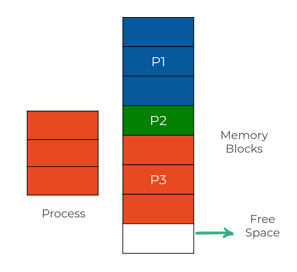 P1
P2
P3
Process
Memory
Blocks
Free
Space